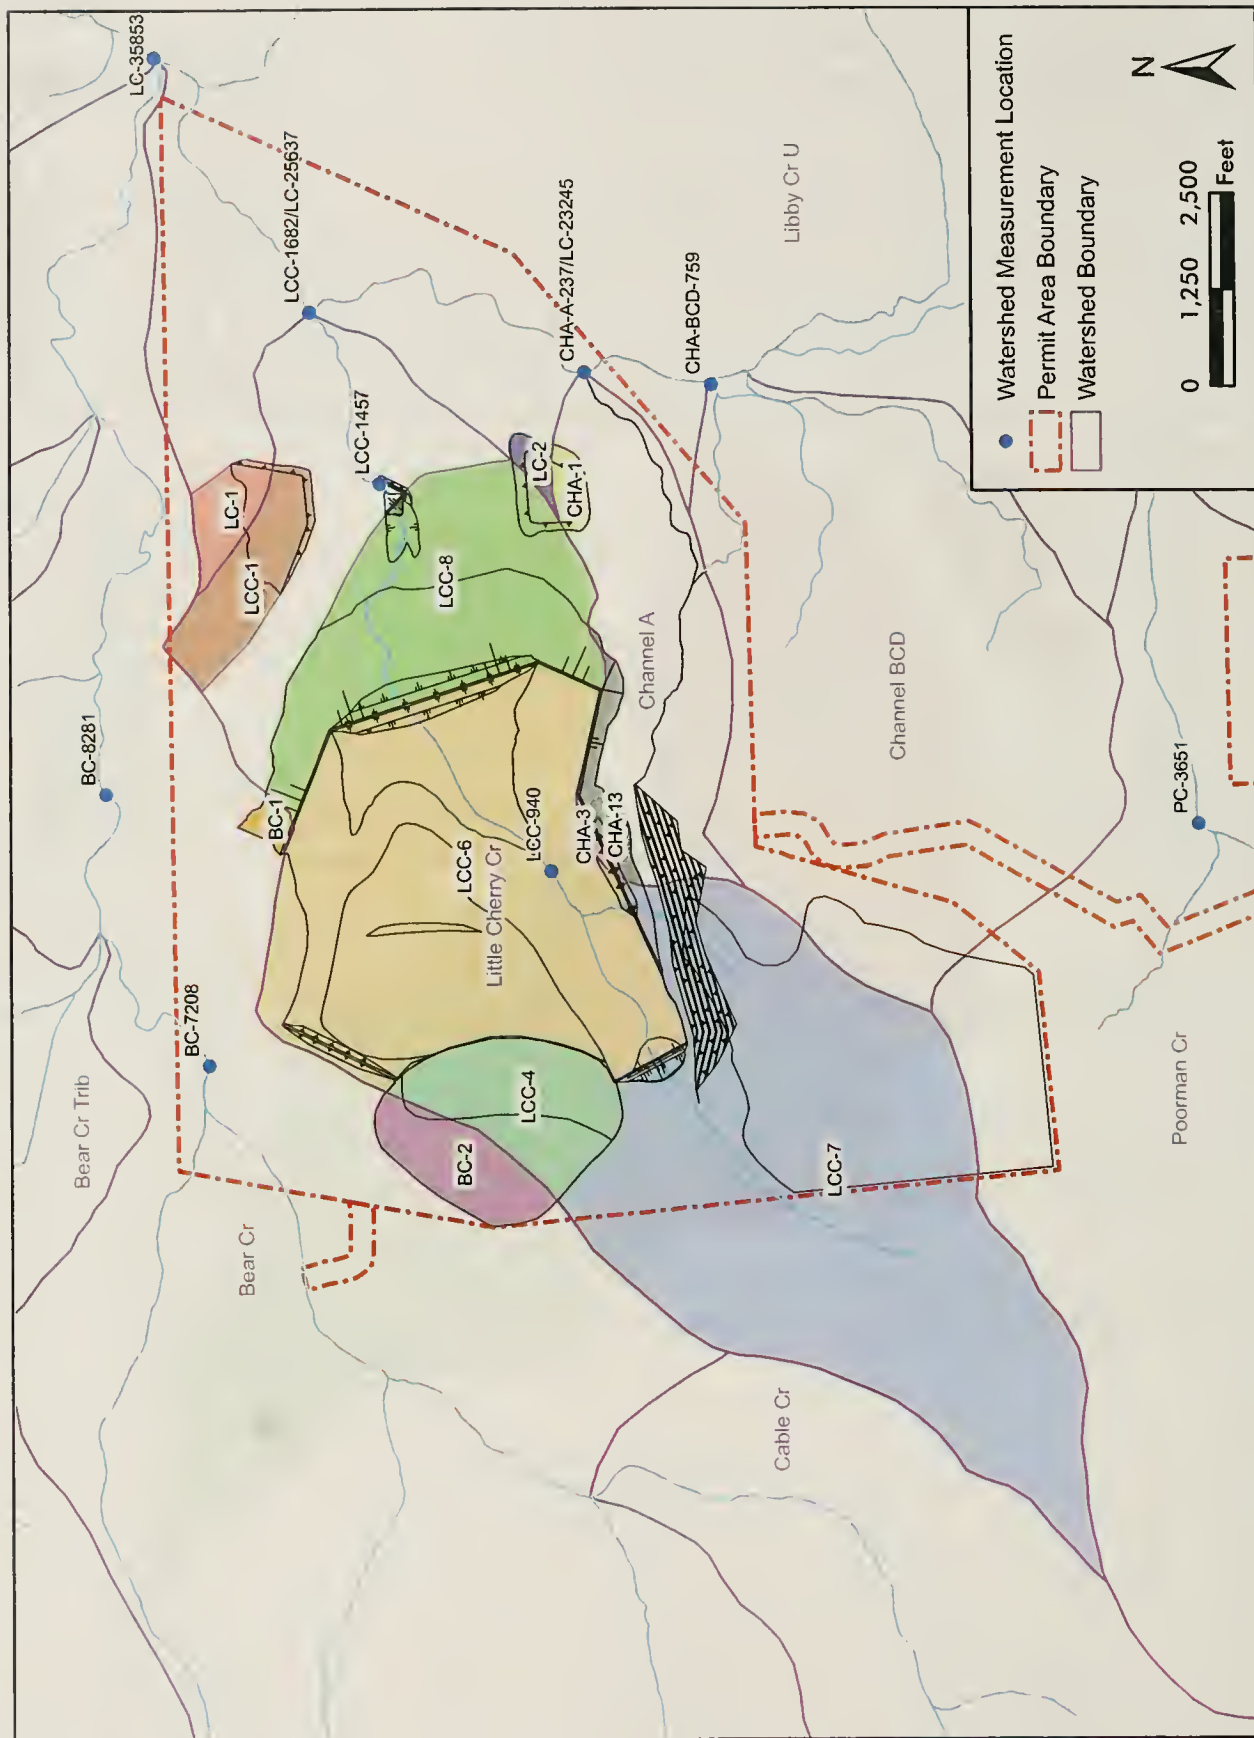 LC-35853
LCC-1682/LC-25637
CHA-A-237/LC-23245
CHA-BCD-759
Libby Cr U
LCC-1457
LC-1
LCC-1
LC-2
CHA-1
LCC-8
Channel A
Channel BCD
BC-8281
BC-1
LCC-6
Little Cherry Cr
LCC-940
CHA-3
CHA-13
PC-3651
BC-7208
Bear Cr Trib
BC-2
LCC-4
LCC-7
Poorman Cr
Bear Cr
Cable Cr
Watershed Measurement Location
Permit Area Boundary
Watershed Boundary
N
0 1,250 2,500
Feet